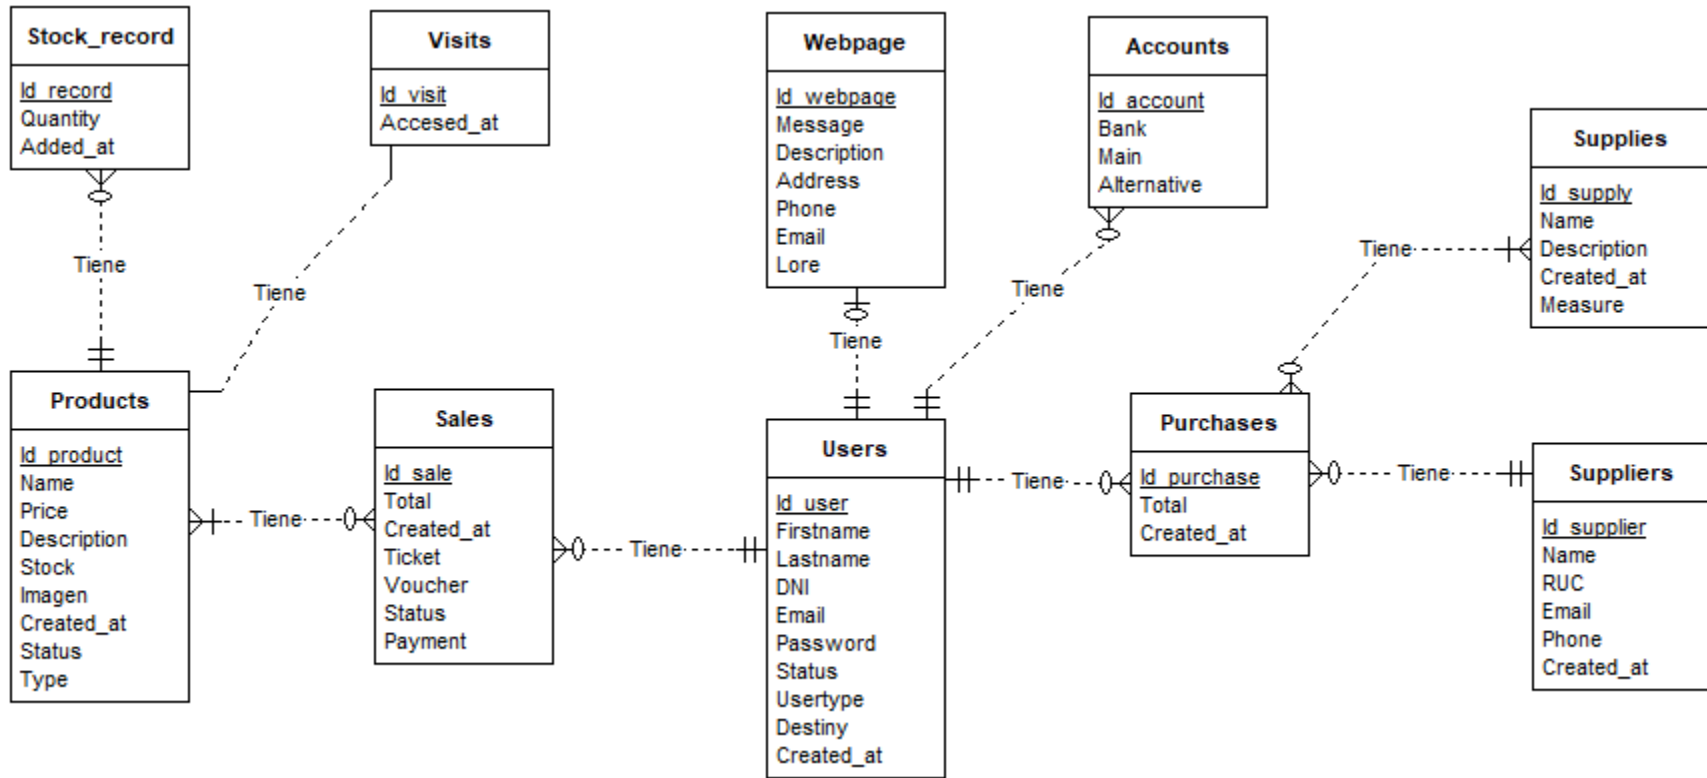 Stock_record
Id_record
Quantity
Added_at
Visits
Id_visit
Accesed_at
Webpage
Id_webpage
Message
Description
Address
Phone
Email
Lore
Accounts
Id_account
Bank
Main
Alternative
Supplies
Id_supply
Name
Description
Created_at
Measure
Tiene
Tiene
Tiene
Tiene
Tiene
Products
Id_product
Name
Price
Description
Stock
Imagen
Created_at
Status
Type
Tiene
Sales
Id_sale
Total
Created_at
Ticket
Voucher
Status
Payment
Tiene
Users
Id_user
Firstname
Lastname
DNI
Email
Password
Status
Usertype
Destiny
Created_at
Tiene
Purchases
Id_purchase
Total
Created_at
Tiene
Suppliers
Id_supplier
Name
RUC
Email
Phone
Created_at